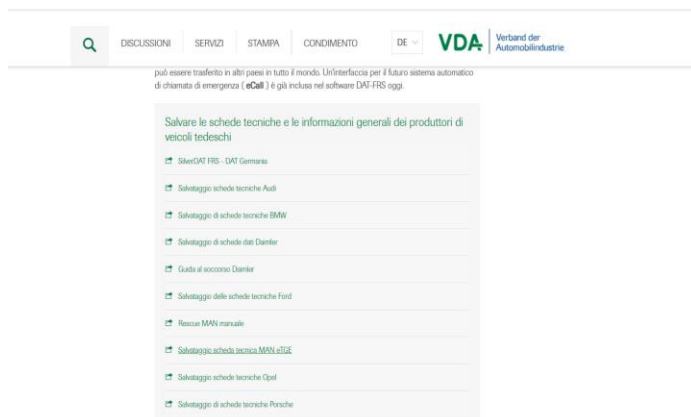 DISCUSSIONI SERVIZI STAMPA CONDIMENTO DE VDA Verband der
Automobilindustrie
può essere trasferito in altri paesi in tutto il mondo. Un'interfaccia per il futuro sistema automatico
di chiamata di emergenza ( eCall ) è già inclusa nel software DAT-FRS oggi.
Salvare le schede tecniche e le informazioni generali dei produttori di
veicoli tedeschi
SilverDAT FRS - DAT Germania
Salvataggio schede tecniche Audi
Salvataggio di schede tecniche BMW
Salvataggio di schede dati Daimler
Guida al soccorso Daimler
Salvataggio delle schede tecniche Ford
Rescue MAN manuale
Salvataggio scheda tecnica MAN eTGE
Salvataggio schede tecniche Opel
Salvataggio di schede tecniche Porsche